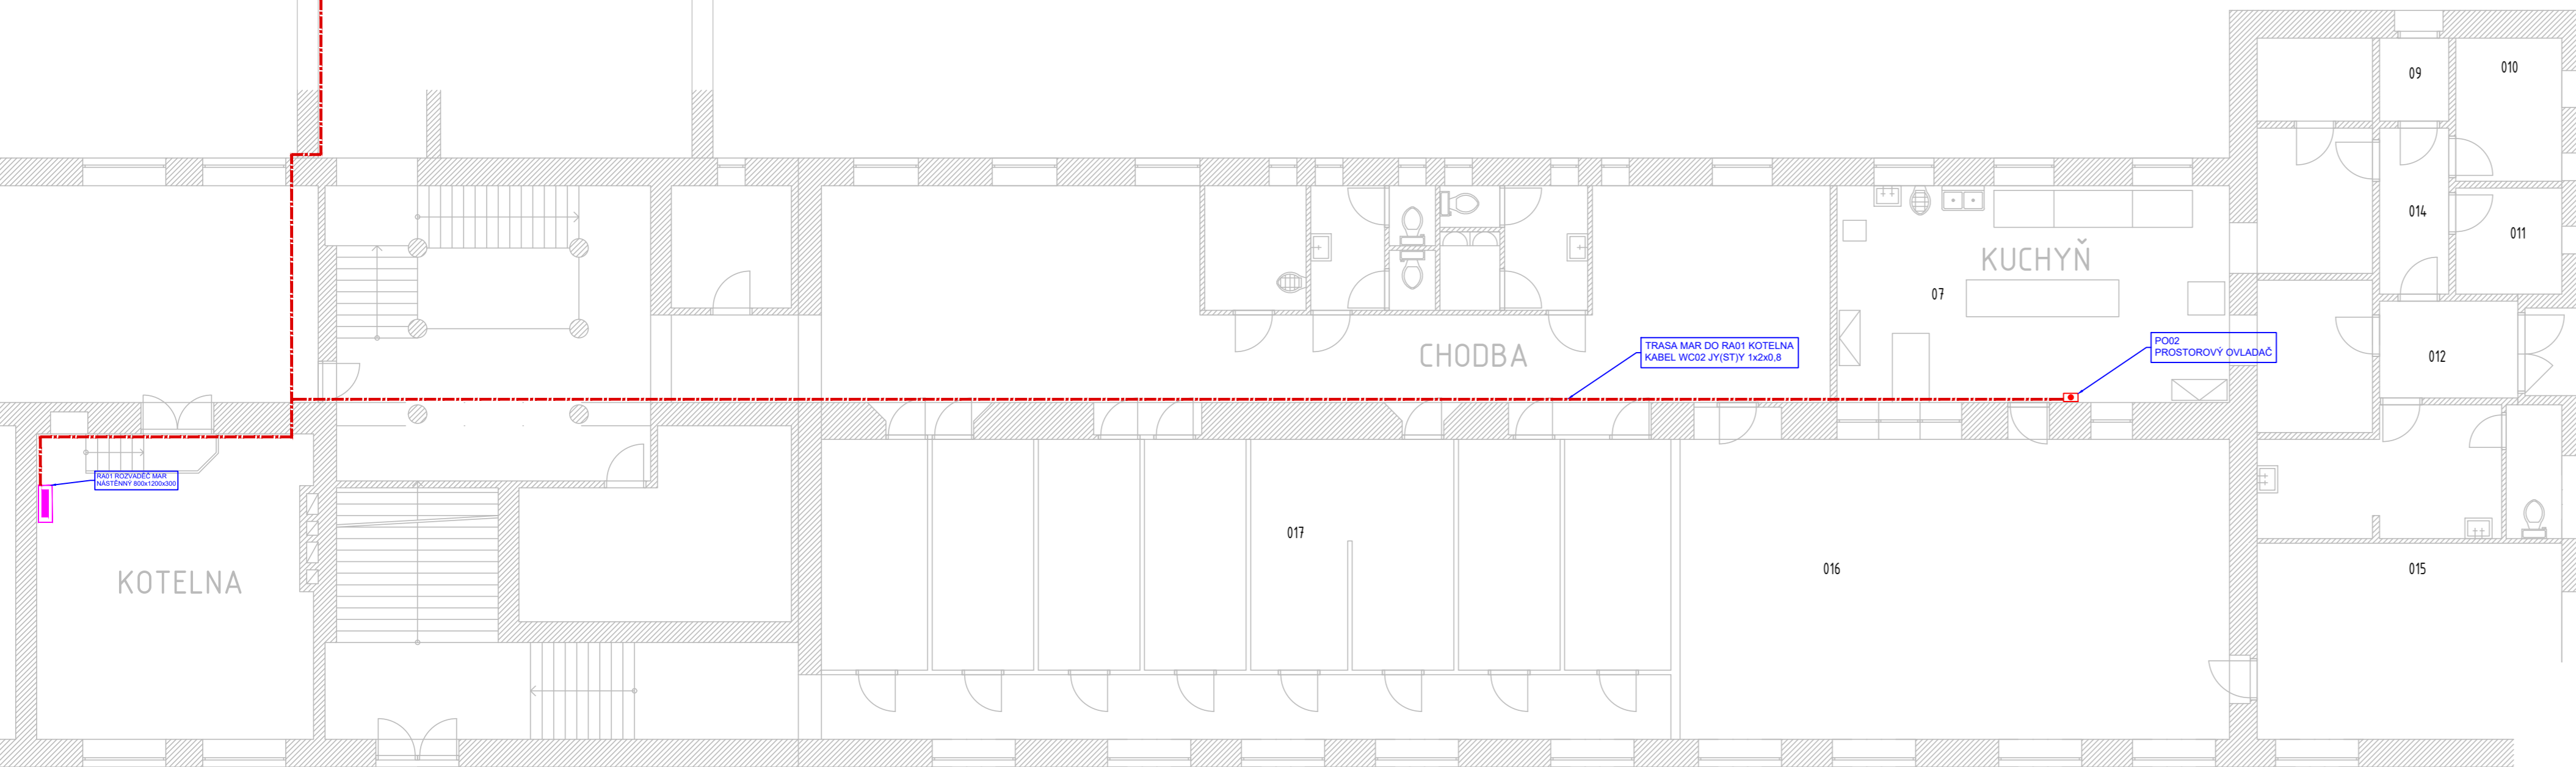 09
010
014
011
KUCHYŇ
07
CHODBA
TRASA MAR DO RA01 KOTELNA
KABEL WC02 JY(ST)Y 1x2x0,8
PO02
PROSTOROVÝ OVLADAČ
012
RA01 ROZVADĚČ MAR
NÁSTĚNNÝ 800x1200x300
017
KOTELNA
016
015